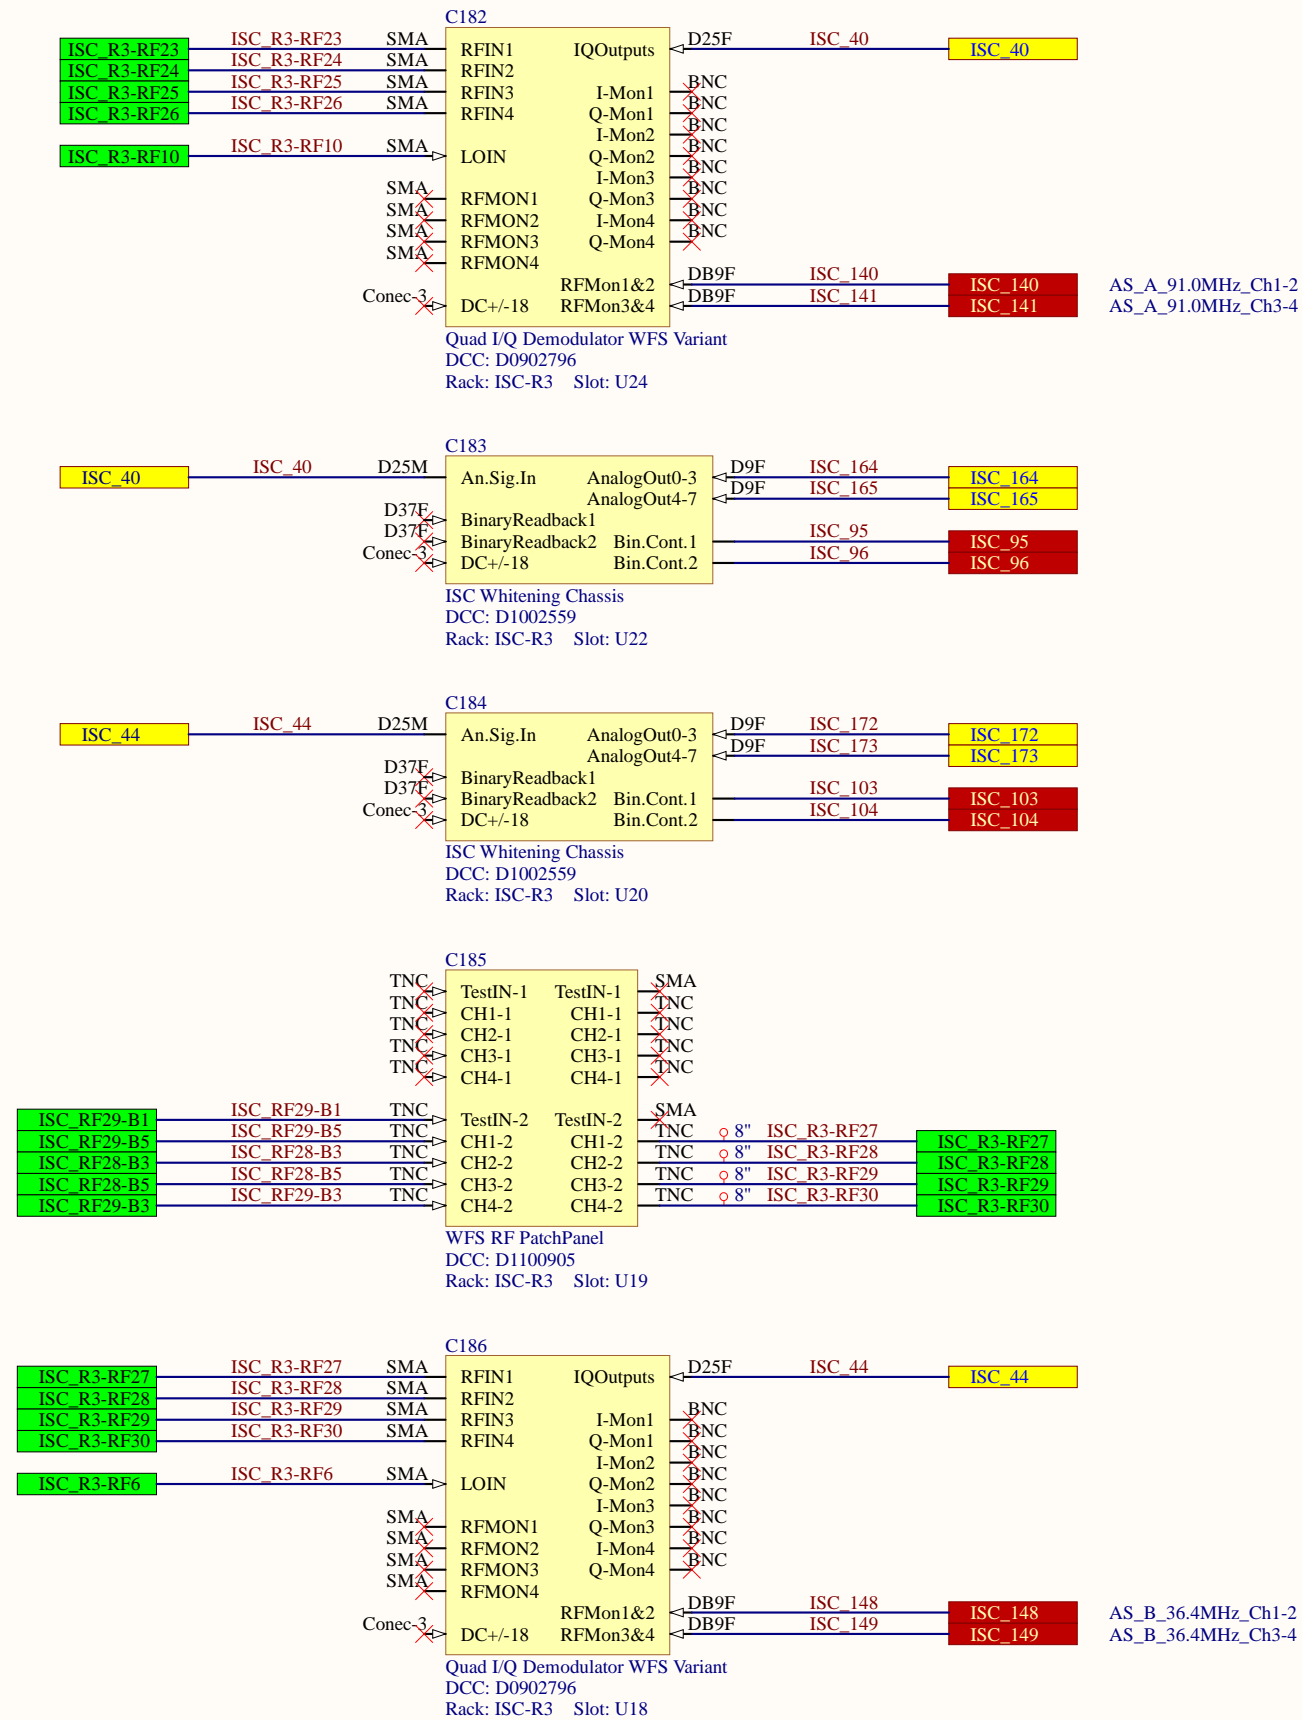 C182
ISC_R3-RF23 ISC_R3-RF23 SMA RFIN1 IQOutputs D25F ISC_40 ISC_40
ISC_R3-RF24 ISC_R3-RF24 SMA RFIN2
ISC_R3-RF25 ISC_R3-RF25 SMA RFIN3 I-Mon1 BNC
ISC_R3-RF26 ISC_R3-RF26 SMA RFIN4 Q-Mon1 BNC
I-Mon2 BNC
ISC_R3-RF10 ISC_R3-RF10 SMA LOIN Q-Mon2 BNC
I-Mon3 BNC
SMA RFMON1 Q-Mon3 BNC
SMA RFMON2 I-Mon4 BNC
SMA RFMON3 Q-Mon4 BNC
SMA RFMON4
RFMon1&2 DB9F ISC_140 ISC_140 AS_A_91.0MHz_Ch1-2
Conec-3 DC+/-18 RFMon3&4 DB9F ISC_141 ISC_141 AS_A_91.0MHz_Ch3-4
Quad I/Q Demodulator WFS Variant
DCC: D0902796
Rack: ISC-R3 Slot: U24
C183
ISC_40 ISC_40 D25M An.Sig.In AnalogOut0-3 D9F ISC_164 ISC_164
AnalogOut4-7 D9F ISC_165 ISC_165
D37F BinaryReadback1
D37F BinaryReadback2 Bin.Cont.1 ISC_95 ISC_95
Conec-3 DC+/-18 Bin.Cont.2 ISC_96 ISC_96
ISC Whitening Chassis
DCC: D1002559
Rack: ISC-R3 Slot: U22
C184
ISC_44 ISC_44 D25M An.Sig.In AnalogOut0-3 D9F ISC_172 ISC_172
AnalogOut4-7 D9F ISC_173 ISC_173
D37F BinaryReadback1
D37F BinaryReadback2 Bin.Cont.1 ISC_103 ISC_103
Conec-3 DC+/-18 Bin.Cont.2 ISC_104 ISC_104
ISC Whitening Chassis
DCC: D1002559
Rack: ISC-R3 Slot: U20
C185
TNC TestIN-1 TestIN-1 SMA
TNC CH1-1 CH1-1 TNC
TNC CH2-1 CH2-1 TNC
TNC CH3-1 CH3-1 TNC
TNC CH4-1 CH4-1 TNC
ISC_RF29-B1 ISC_RF29-B1 TNC TestIN-2 TestIN-2 SMA
ISC_RF29-B5 ISC_RF29-B5 TNC CH1-2 CH1-2 TNC 8" ISC_R3-RF27 ISC_R3-RF27
ISC_RF28-B3 ISC_RF28-B3 TNC CH2-2 CH2-2 TNC 8" ISC_R3-RF28 ISC_R3-RF28
ISC_RF28-B5 ISC_RF28-B5 TNC CH3-2 CH3-2 TNC 8" ISC_R3-RF29 ISC_R3-RF29
ISC_RF29-B3 ISC_RF29-B3 TNC CH4-2 CH4-2 TNC 8" ISC_R3-RF30 ISC_R3-RF30
WFS RF PatchPanel
DCC: D1100905
Rack: ISC-R3 Slot: U19
C186
ISC_R3-RF27 ISC_R3-RF27 SMA RFIN1 IQOutputs D25F ISC_44 ISC_44
ISC_R3-RF28 ISC_R3-RF28 SMA RFIN2
ISC_R3-RF29 ISC_R3-RF29 SMA RFIN3 I-Mon1 BNC
ISC_R3-RF30 ISC_R3-RF30 SMA RFIN4 Q-Mon1 BNC
I-Mon2 BNC
ISC_R3-RF6 ISC_R3-RF6 SMA LOIN Q-Mon2 BNC
I-Mon3 BNC
SMA RFMON1 Q-Mon3 BNC
SMA RFMON2 I-Mon4 BNC
SMA RFMON3 Q-Mon4 BNC
SMA RFMON4
RFMon1&2 DB9F ISC_148 ISC_148 AS_B_36.4MHz_Ch1-2
Conec-3 DC+/-18 RFMon3&4 DB9F ISC_149 ISC_149 AS_B_36.4MHz_Ch3-4
Quad I/Q Demodulator WFS Variant
DCC: D0902796
Rack: ISC-R3 Slot: U18